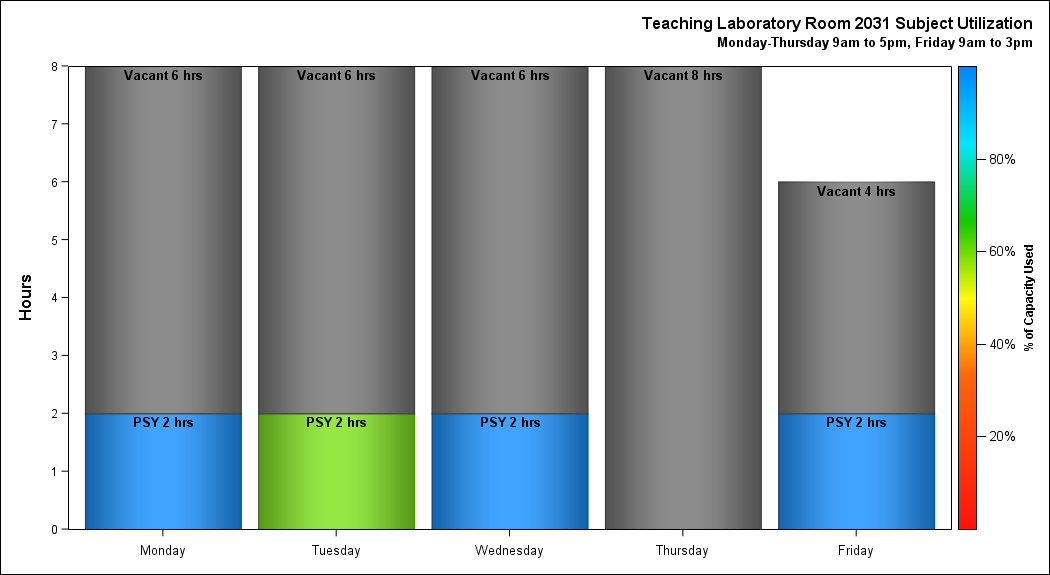 Teaching Laboratory Room 2031 Subject Utilization
Monday-Thursday 9am to 5pm, Friday 9am to 3pm
Hours
8
7
6
5
4
3
2
1
0
Vacant 6 hrs
Vacant 6 hrs
Vacant 6 hrs
Vacant 8 hrs
Vacant 4 hrs
PSY 2 hrs
PSY 2 hrs
PSY 2 hrs
PSY 2 hrs
Monday
Tuesday
Wednesday
Thursday
Friday
80%
60%
40%
20%
% of Capacity Used